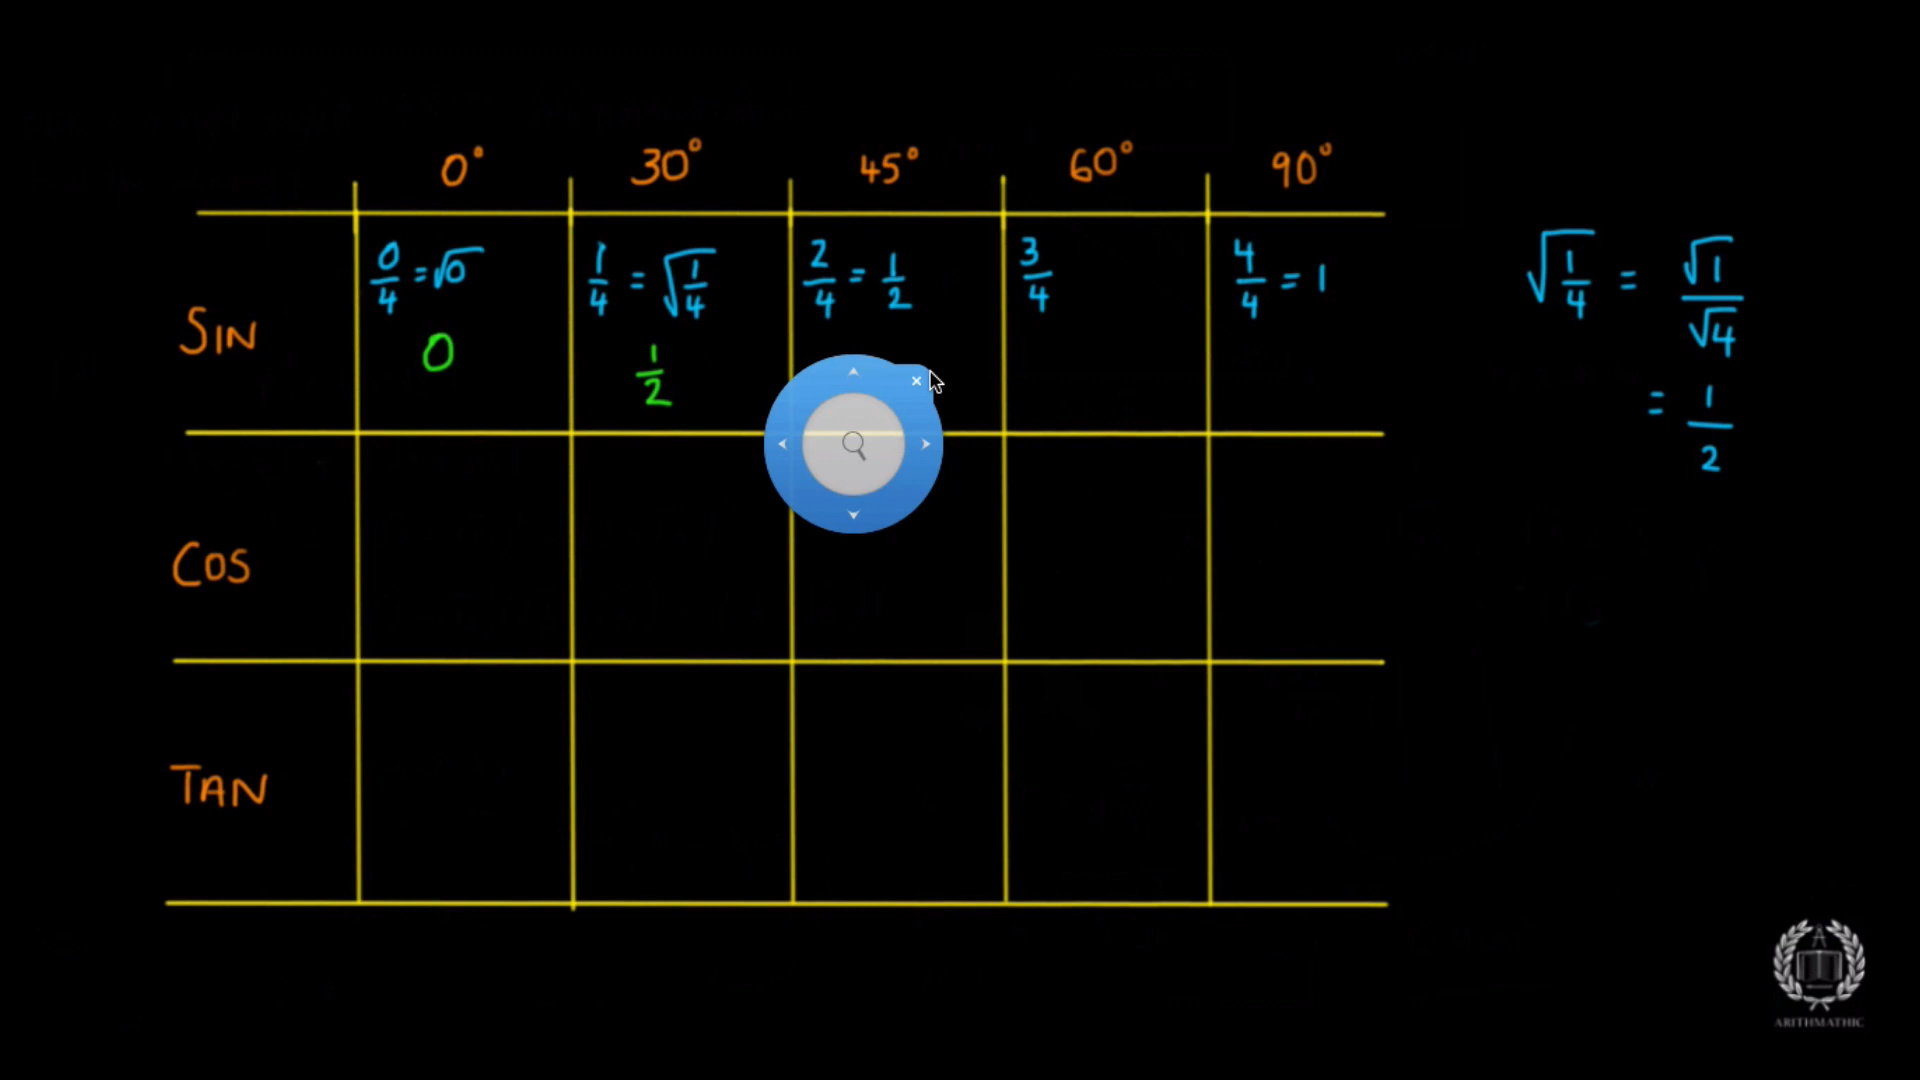 0° 30° 45° 60° 90°
SIN 0/4 = √0 1/4 = √1/4 2/4 = 1/2 3/4 4/4 = 1
0 1/2
COS
TAN
√1/4 = √1/√4
= 1/2
ARITHMATHIC